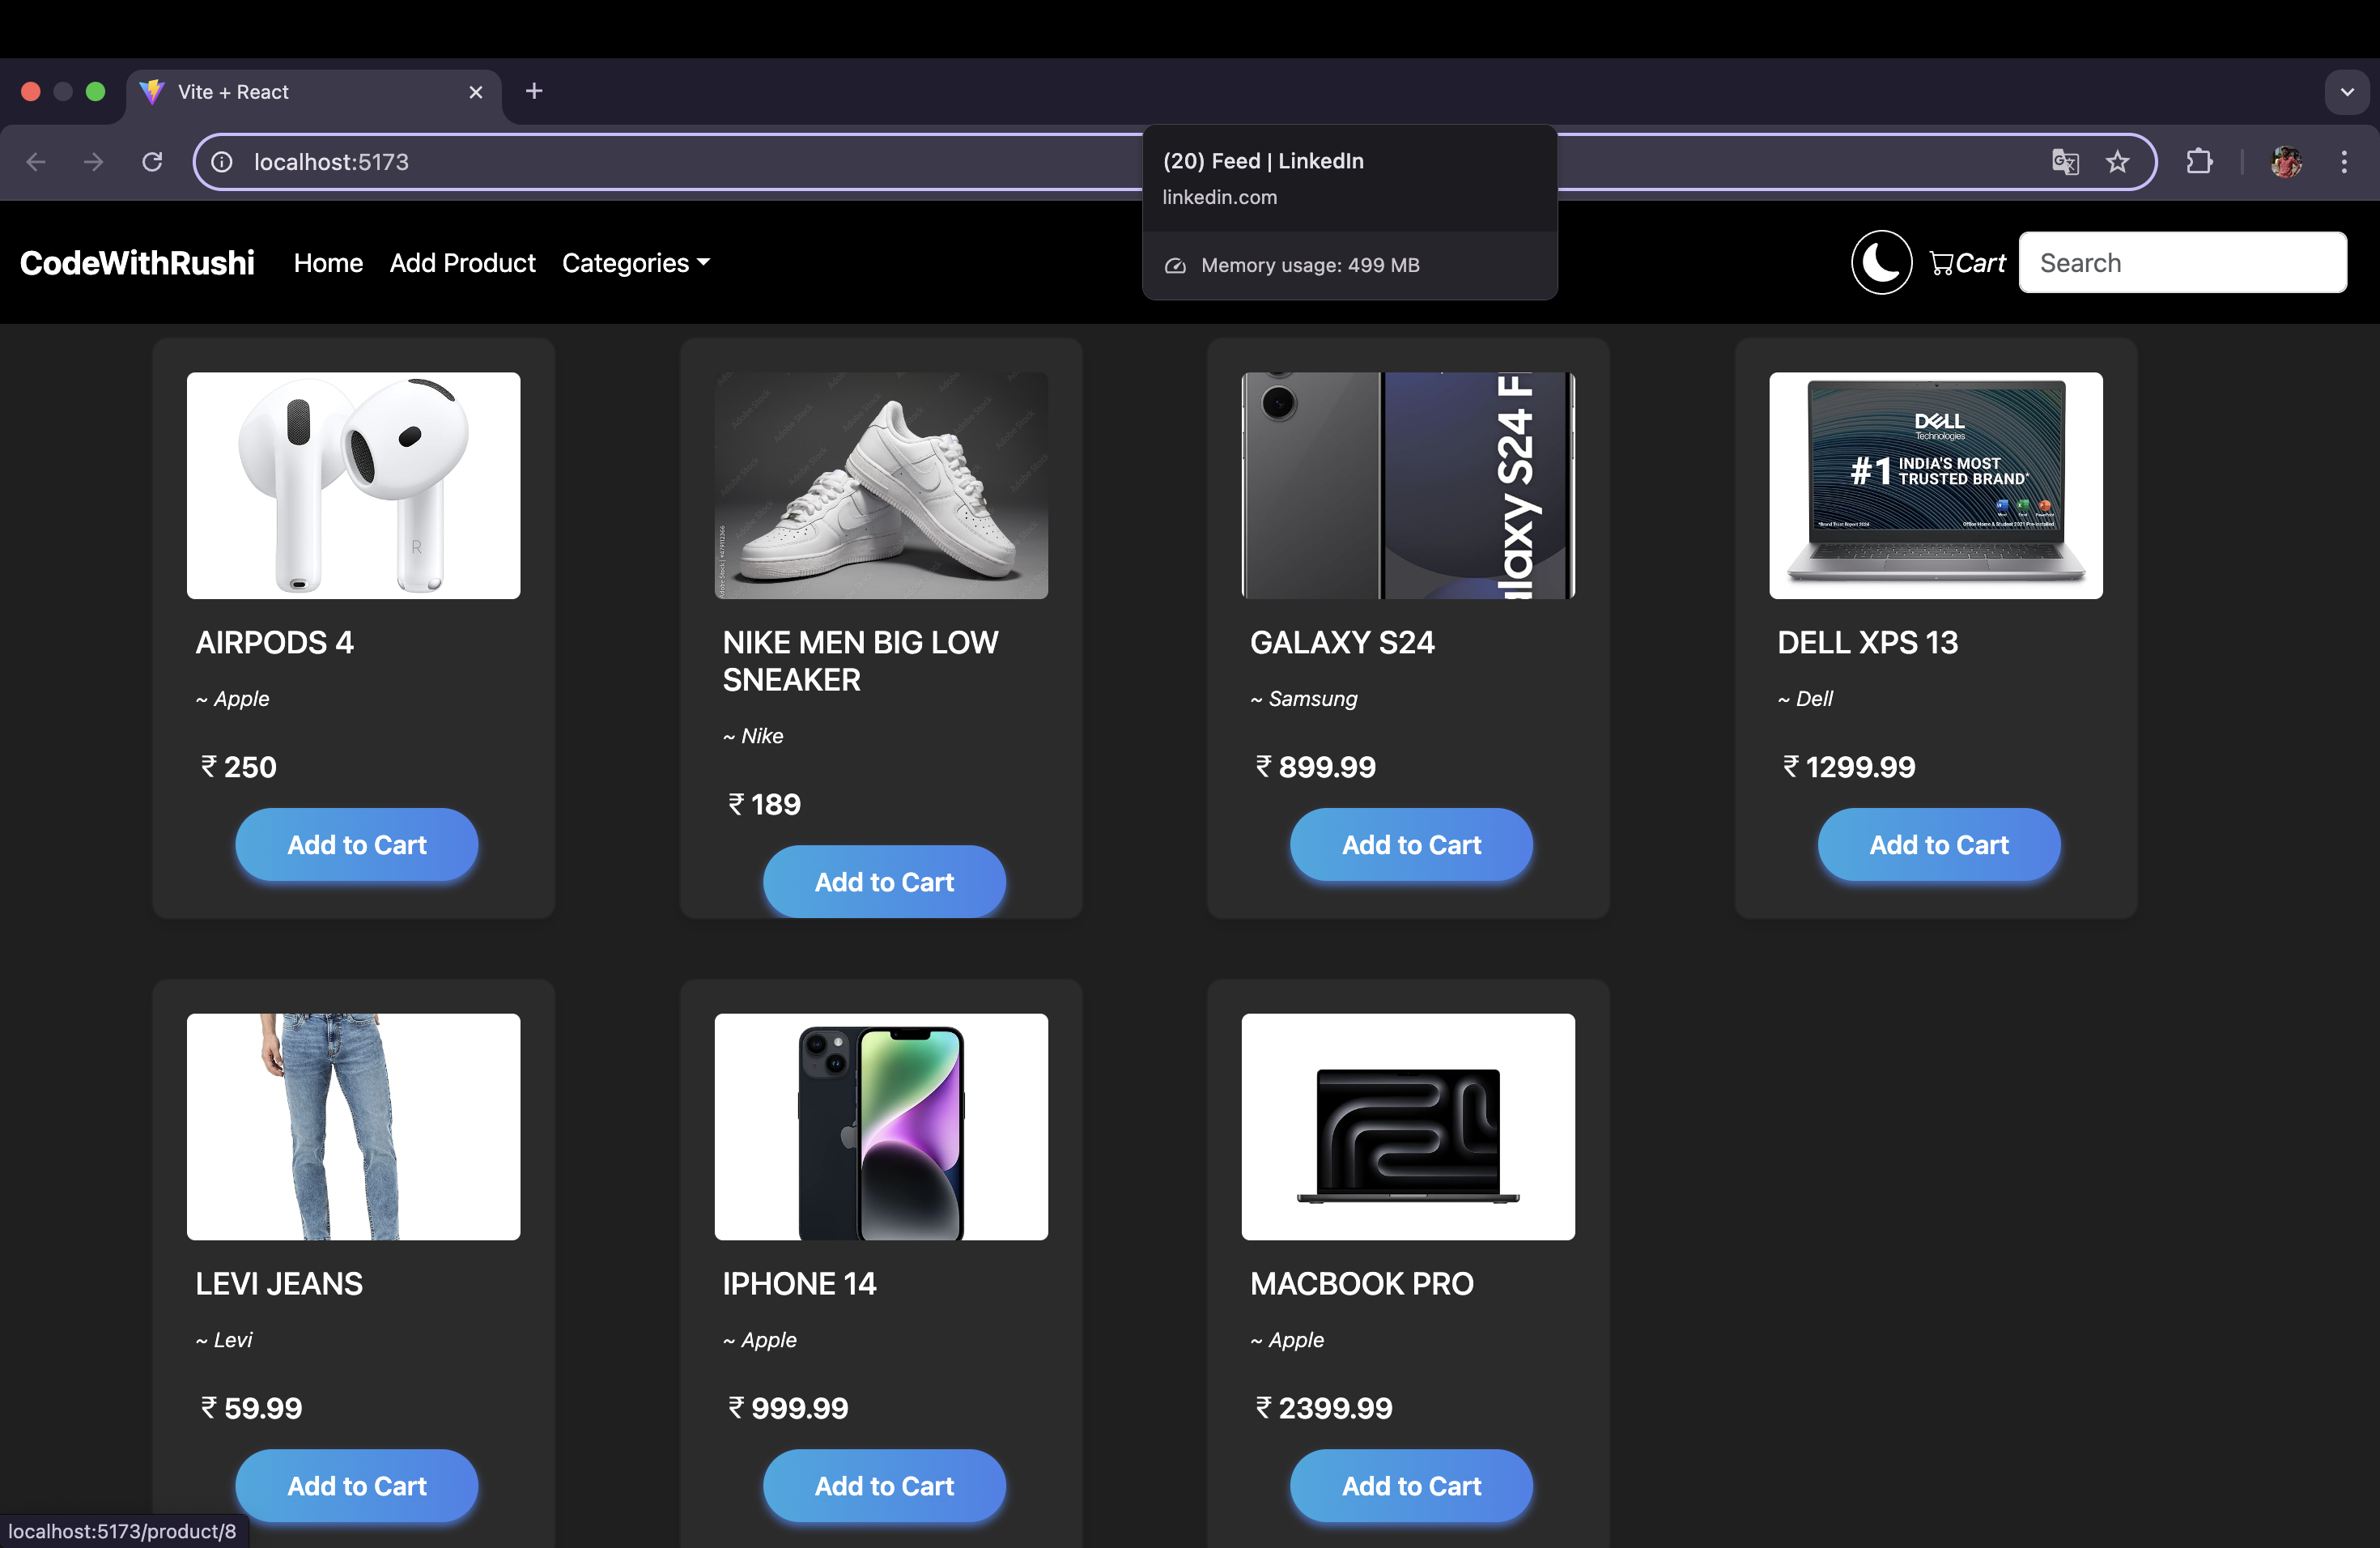 Vite + React
localhost:5173
(20) Feed | LinkedIn
linkedin.com
Memory usage: 499 MB
CodeWithRushi
Home
Add Product
Categories
Cart
Search
R
Adobe Stock
alaxy S24 F
DELL
Technologies
#1 INDIA'S MOST
TRUSTED BRAND*
AIRPODS 4
~ Apple
₹ 250
Add to Cart
NIKE MEN BIG LOW
SNEAKER
~ Nike
₹ 189
Add to Cart
GALAXY S24
~ Samsung
₹ 899.99
Add to Cart
DELL XPS 13
~ Dell
₹ 1299.99
Add to Cart
LEVI JEANS
~ Levi
₹ 59.99
Add to Cart
IPHONE 14
~ Apple
₹ 999.99
Add to Cart
MACBOOK PRO
~ Apple
₹ 2399.99
Add to Cart
localhost:5173/product/8